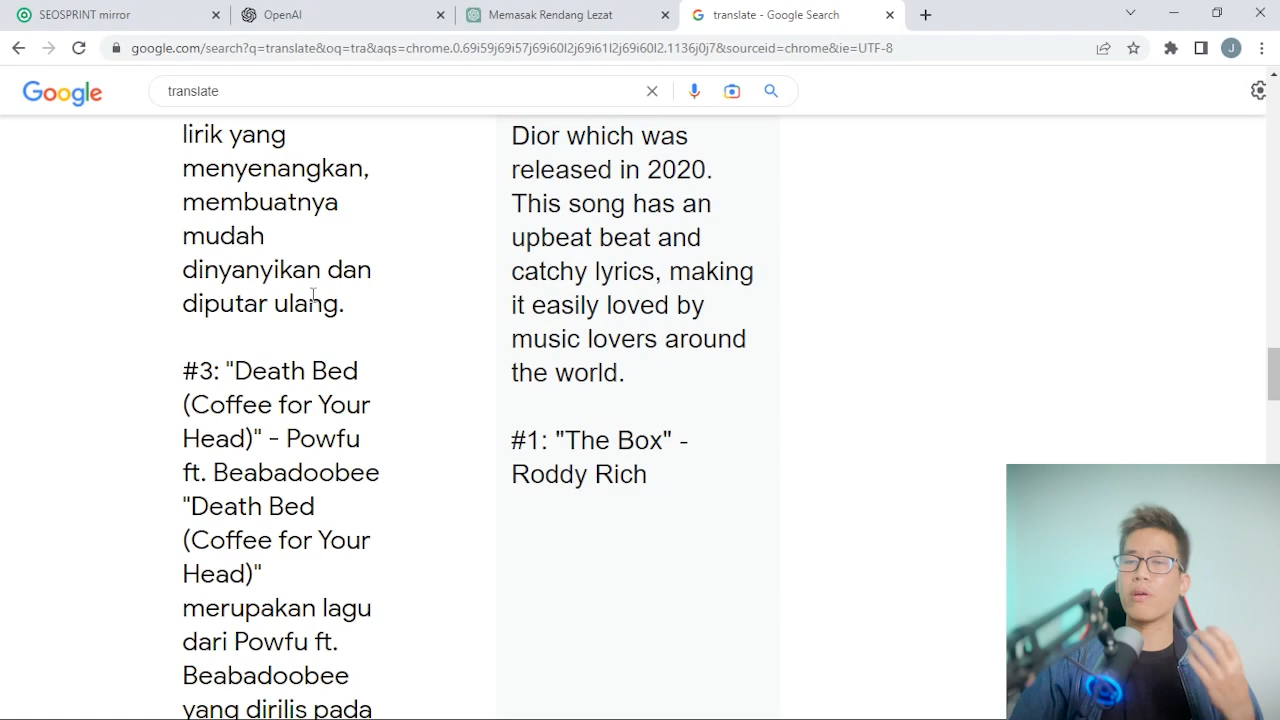 SEOSPRINT mirror
OpenAI
Memasak Rendang Lezat
translate - Google Search
google.com/search?q=translate&oq=tra&aqs=chrome.0.69i59j69i57j69i60l2j69i61l2j69i60l2.1136j0j7&sourceid=chrome&ie=UTF-8
J
Google
translate
lirik yang
menyenangkan,
membuatnya
mudah
dinyanyikan dan
diputar ulang.
#3: "Death Bed
(Coffee for Your
Head)" - Powfu
ft. Beabadoobee
"Death Bed
(Coffee for Your
Head)"
merupakan lagu
dari Powfu ft.
Beabadoobee
yang dirilis pada
Dior which was
released in 2020.
This song has an
upbeat beat and
catchy lyrics, making
it easily loved by
music lovers around
the world.
#1: "The Box" -
Roddy Rich